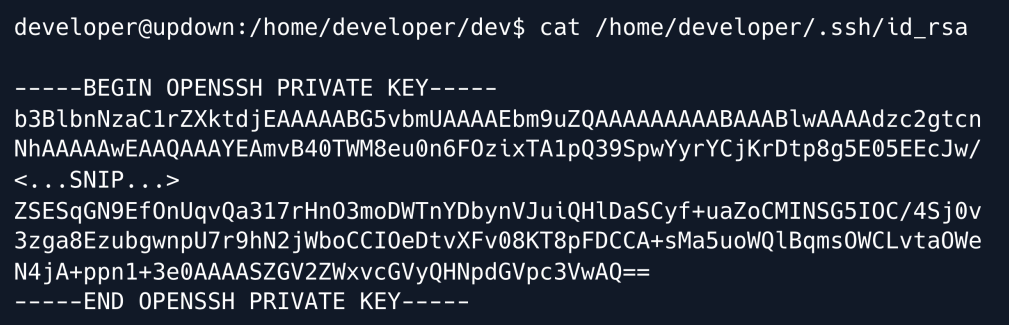 developer@updown:/home/developer/dev$ cat /home/developer/.ssh/id_rsa
-----BEGIN OPENSSH PRIVATE KEY-----
b3BlbnNzaC1rZXktdjEAAAAABG5vbmUAAAAEbm9uZQAAAAAAAAABAAABlwAAAAdzc2gtcn
NhAAAAAwEAAQAAAYEAmvB40TWM8eu0n6FOzixTA1pQ39SpwYyrYCjKrDtp8g5E05EEcJw/
<...SNIP...>
ZSESqGN9EfOnUqvQa317rHnO3moDWTnYDbynVJuiQHlDaSCyf+uaZoCMINSG5IOC/4Sj0v
3zga8EzubgwnpU7r9hN2jWboCCIOeDtvXFv08KT8pFDCCA+sMa5uoWQlBqmsOWCLvtaOWe
N4jA+ppn1+3e0AAAASZGV2ZWxvcGVyQHNpdGVpc3VwAQ==
-----END OPENSSH PRIVATE KEY-----